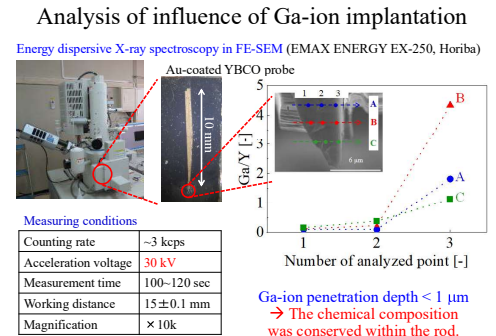 Analysis of influence of Ga-ion implantation
Energy dispersive X-ray spectroscopy in FE-SEM (EMAX ENERGY EX-250, Horiba)
Au-coated YBCO probe
10 mm
Measuring conditions
Counting rate ~3 kcps
Acceleration voltage 30 kV
Measurement time 100~120 sec
Working distance 15±0.1 mm
Magnification ×10k
Ga/Y [-]
5
4
3
2
1
0
1 2 3
A
B
C
6 μm
B
A
C
1 2 3
Number of analyzed point [-]
Ga-ion penetration depth < 1 μm
→ The chemical composition
was conserved within the rod.